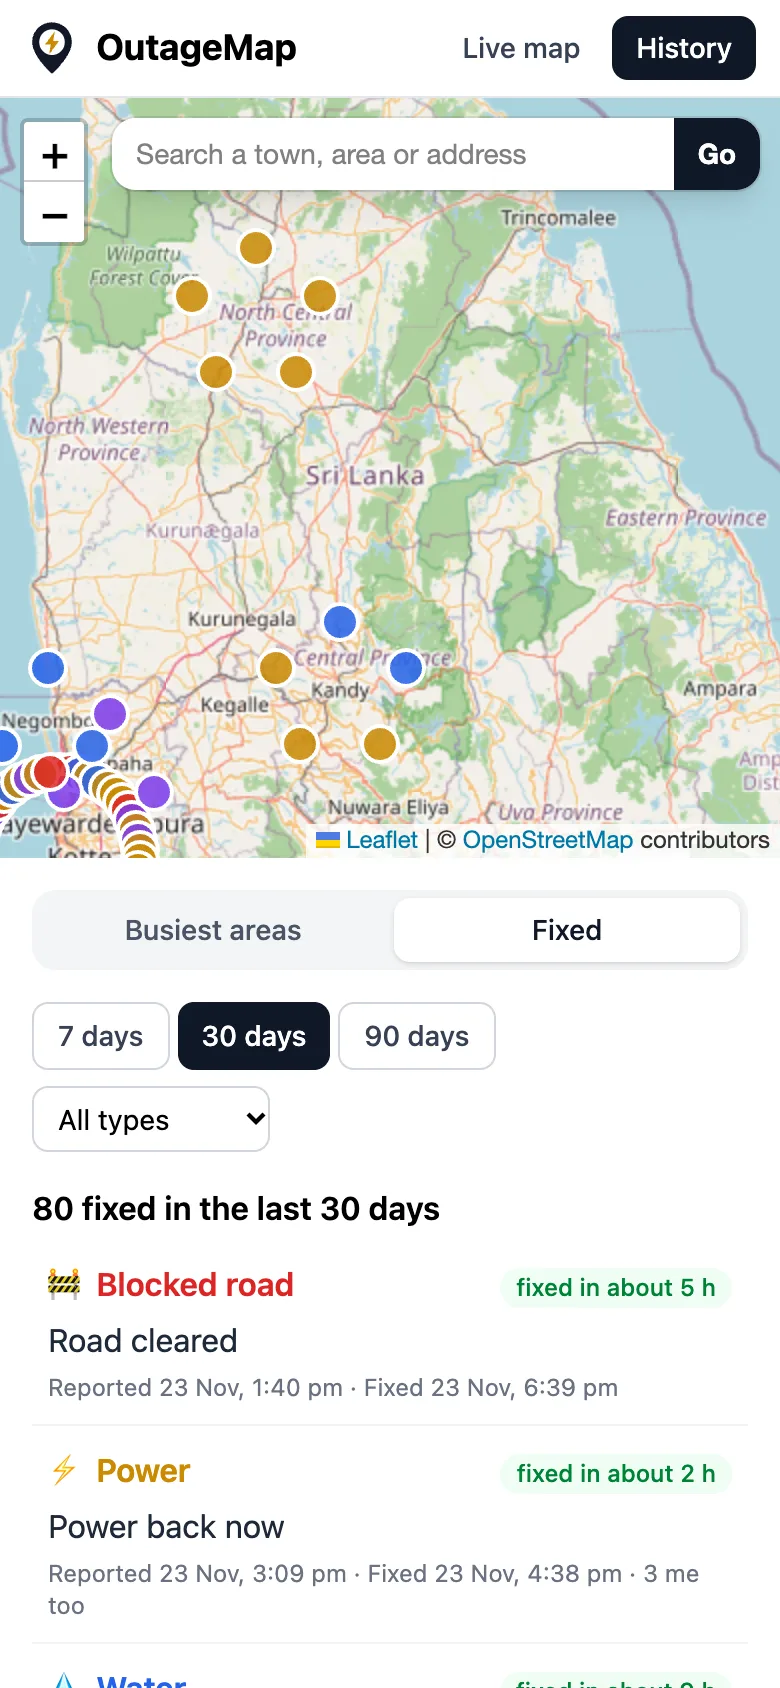 OutageMap
Live map
History
+
Search a town, area or address
Go
−
Trincomalee
Wilpattu
Forest Cov
North Central
Province
North Western
Province
Sri Lanka
Kurunægala
Eastern Province
Kurunegala
Central Province
Kandy
Kegalle
Ampara
Negombo
paha
Nuwara Eliya
Uva Province
Leaflet | © OpenStreetMap contributors
Busiest areas
Fixed
7 days
30 days
90 days
All types
80 fixed in the last 30 days
Blocked road
fixed in about 5 h
Road cleared
Reported 23 Nov, 1:40 pm · Fixed 23 Nov, 6:39 pm
Power
fixed in about 2 h
Power back now
Reported 23 Nov, 3:09 pm · Fixed 23 Nov, 4:38 pm · 3 me
too
Water